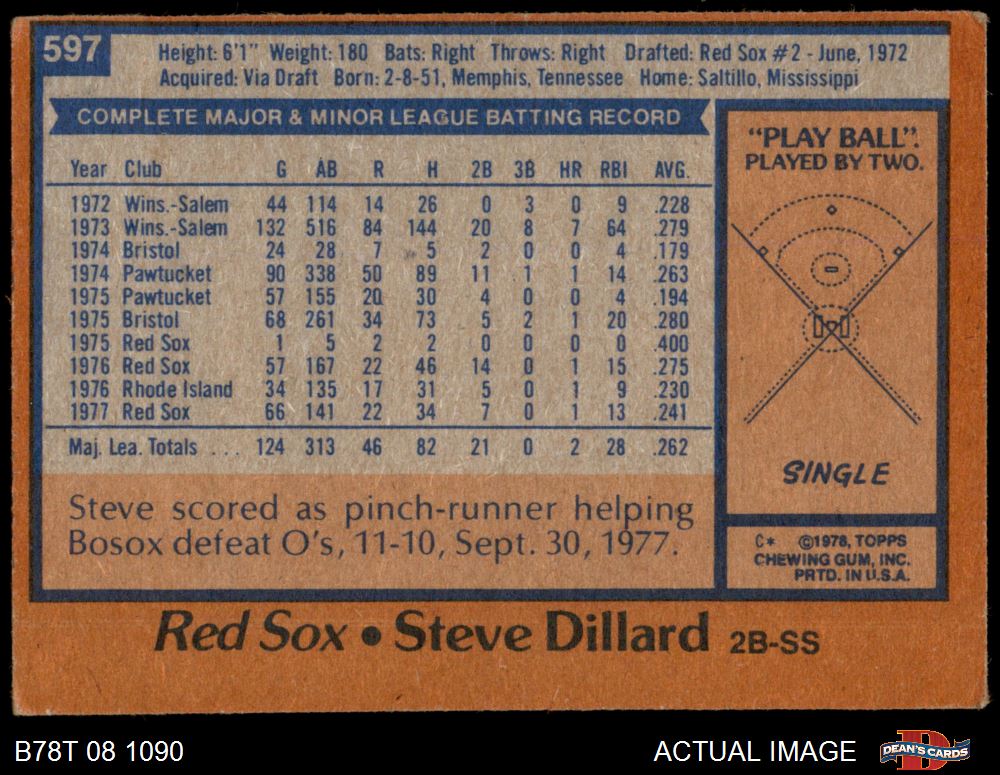 597
Height: 6'1" Weight: 180 Bats: Right Throws: Right Drafted: Red Sox #2 - June, 1972
Acquired: Via Draft Born: 2-8-51, Memphis, Tennessee Home: Saltillo, Mississippi
COMPLETE MAJOR & MINOR LEAGUE BATTING RECORD
Year Club G AB R H 2B 3B HR RBI AVG.
1972 Wins.-Salem 44 114 14 26 0 3 0 9 .228
1973 Wins.-Salem 132 516 84 144 20 8 7 64 .279
1974 Bristol 24 28 7 5 2 0 0 4 .179
1974 Pawtucket 90 338 50 89 11 1 1 14 .263
1975 Pawtucket 57 155 20 30 4 0 0 4 .194
1975 Bristol 68 261 34 73 5 2 1 20 .280
1975 Red Sox 1 5 2 2 0 0 0 0 .400
1976 Red Sox 57 167 22 46 14 0 1 15 .275
1976 Rhode Island 34 135 17 31 5 0 1 9 .230
1977 Red Sox 66 141 22 34 7 0 1 13 .241
Maj. Lea. Totals ... 124 313 46 82 21 0 2 28 .262
Steve scored as pinch-runner helping
Bosox defeat O's, 11-10, Sept. 30, 1977.
"PLAY BALL".
PLAYED BY TWO.
SINGLE
C* ©1978, TOPPS
CHEWING GUM, INC.
PRTD. IN U.S.A.
Red Sox • Steve Dillard 2B-SS
B78T 08 1090
ACTUAL IMAGE
DEAN'S CARDS